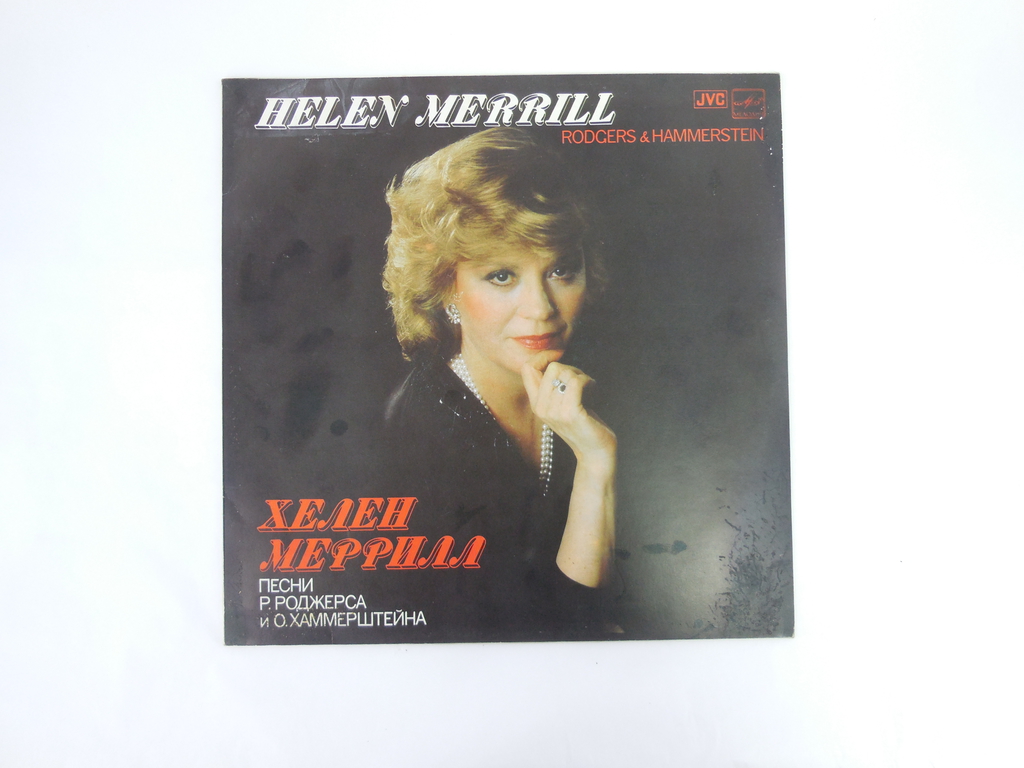 HELEN MERRILL
JVC
RODGERS & HAMMERSTEIN
ХЕЛЕН
МЕРРИЛЛ
ПЕСНИ
Р. РОДЖЕРСА
и О. ХАММЕРШТЕЙНА